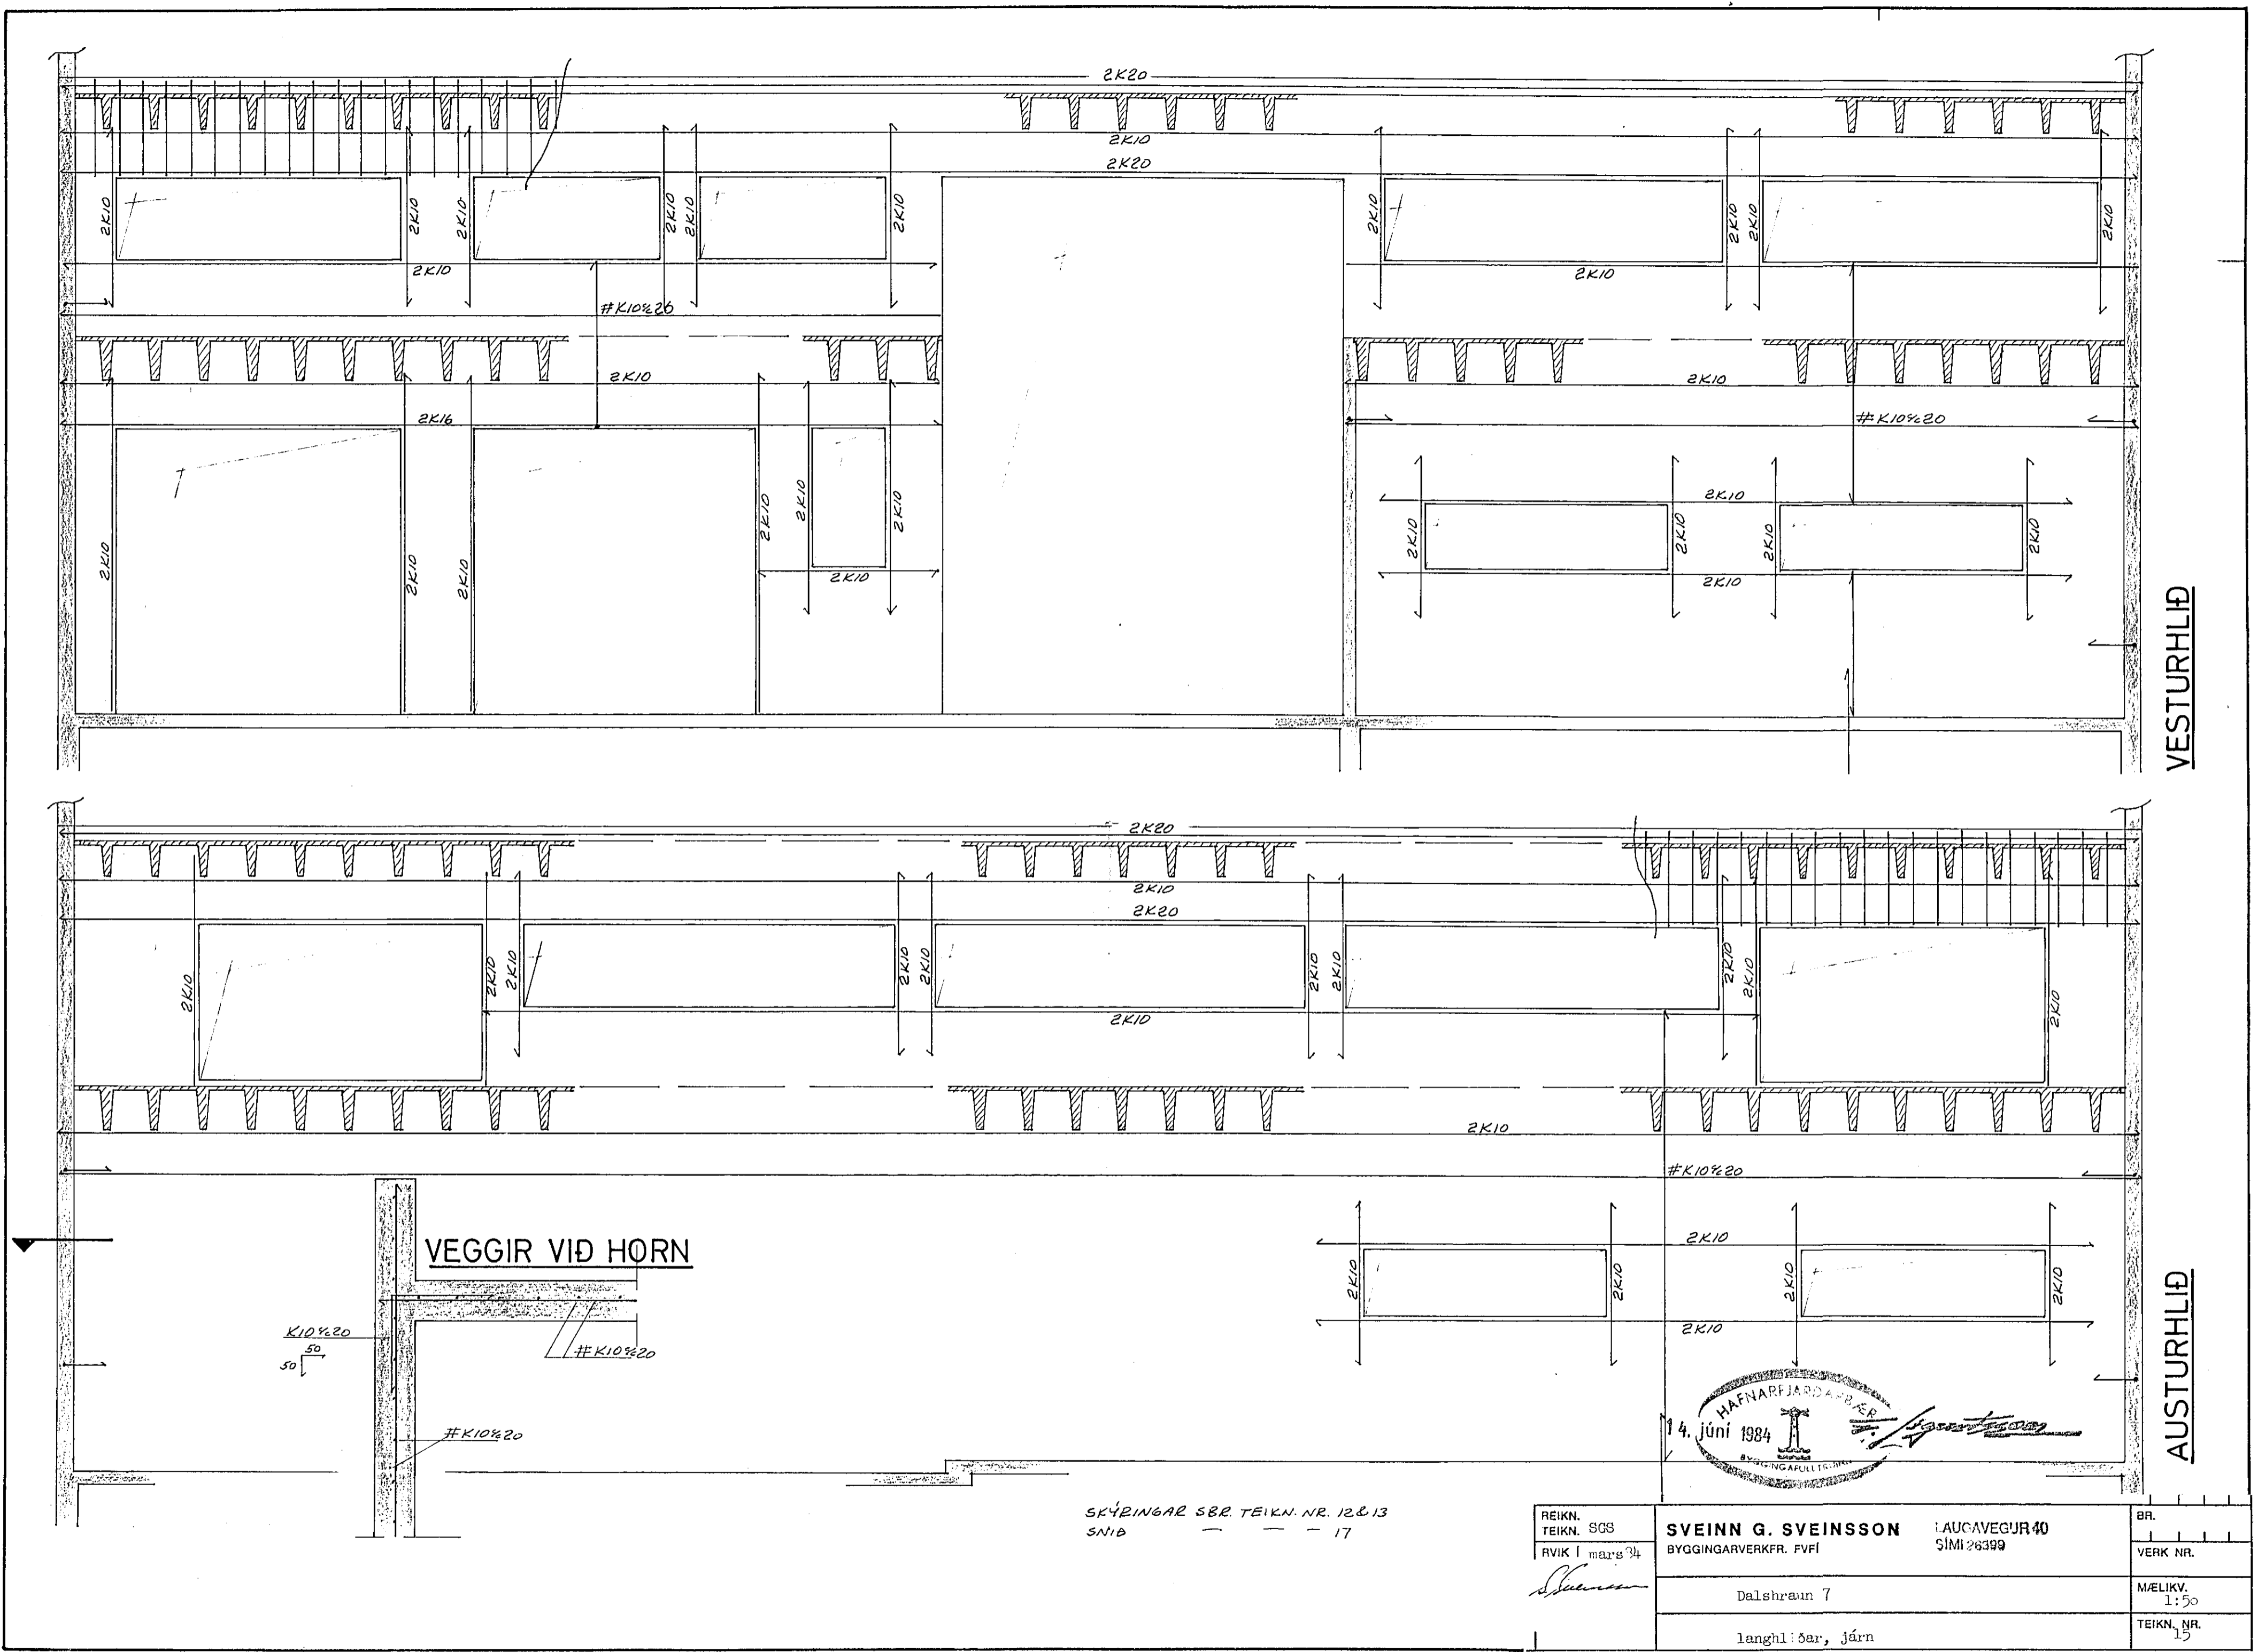 2K20
2K10
2K20
2K10
2K10
2K10
2K10
2K10
2K10
2K10
2K10
2K10
2K10
2K10
2K10
#K10%20
2K10
2K10
2K16
#K10%20
2K10
2K10
2K10
2K10
2K10
2K10
2K10
2K10
2K10
2K10
2K10
2K10
2K10
VESTURHLIÐ
2K20
2K10
2K20
2K10
2K10
2K10
2K10
2K10
2K10
2K10
2K10
2K10
2K10
2K10
2K10
#K10%20
VEGGIR VIÐ HORN
K10%20
50
50
#K10%20
#K10%20
2K10
2K10
2K10
2K10
2K10
2K10
AUSTURHLIÐ
HAFNARFJARÐARBÆR
14. júní 1984
BYGGINGAFULLTRÚI
SKÝRINGAR SBR. TEIKN. NR. 12 & 13
SNIÐ — — — 17
REIKN.
TEIKN. SGS
RVIK Í mars 84
SVEINN G. SVEINSSON
BYGGINGARVERKFR. FVFÍ
LAUGAVEGUR 40
SÍMI 26399
BR.
VERK NR.
Dalshraun 7
MÆLIKV.
1:50
langhliðar, járn
TEIKN. NR.
15